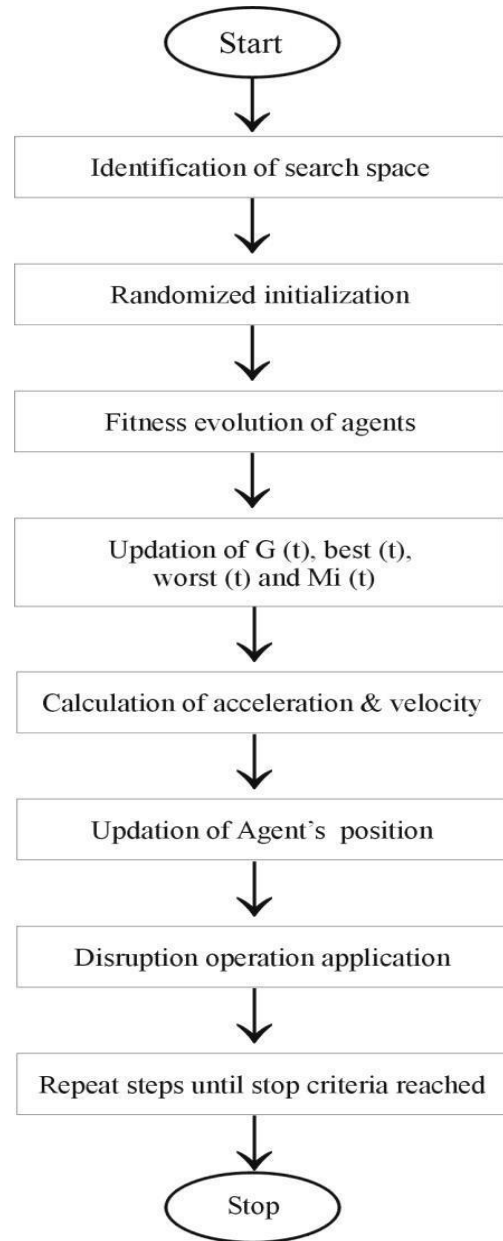 Start
Identification of search space
Randomized initialization
Fitness evolution of agents
Updation of G (t), best (t),
worst (t) and Mi (t)
Calculation of acceleration & velocity
Updation of Agent's  position
Disruption operation application
Repeat steps until stop criteria reached
Stop